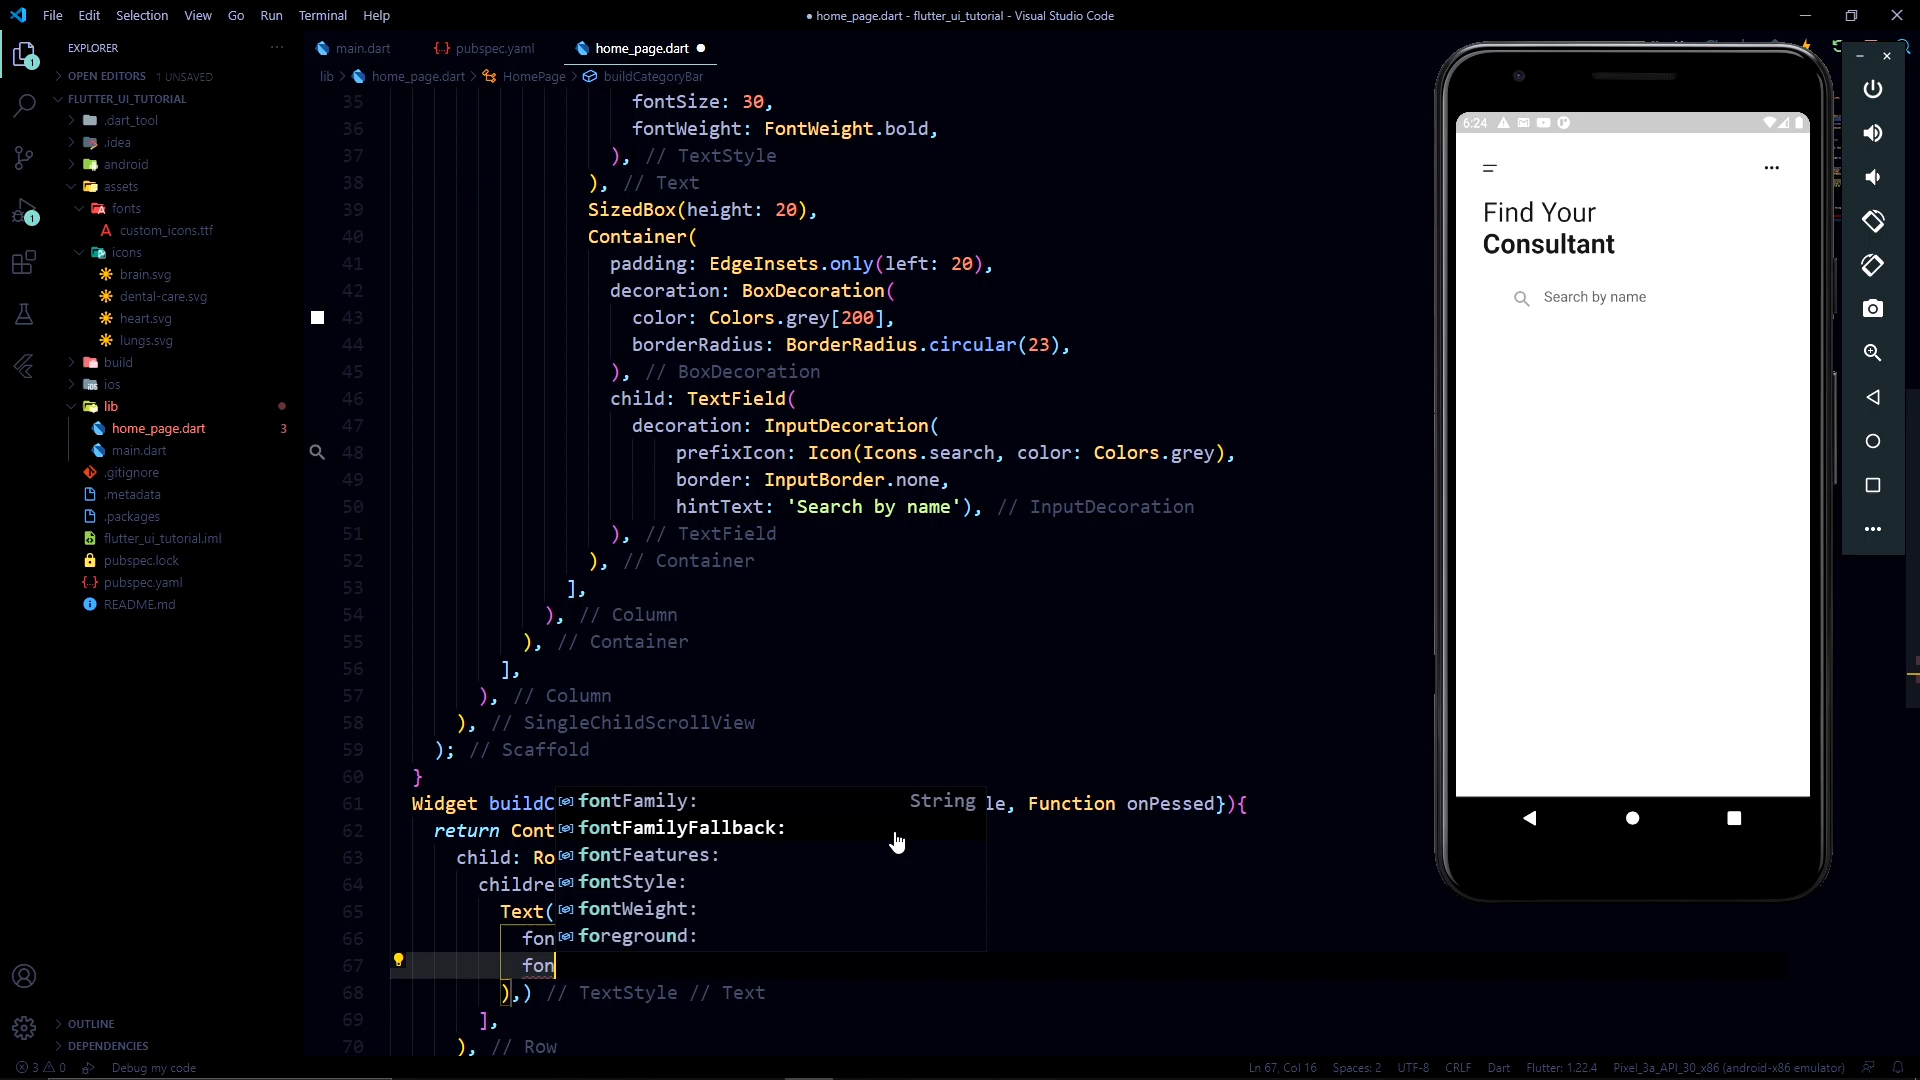 File Edit Selection View Go Run Terminal Help
● home_page.dart - flutter_ui_tutorial - Visual Studio Code
EXPLORER
OPEN EDITORS 1 UNSAVED
FLUTTER_UI_TUTORIAL
.dart_tool
.idea
android
assets
fonts
custom_icons.ttf
icons
brain.svg
dental-care.svg
heart.svg
lungs.svg
build
ios
lib
home_page.dart 3
main.dart
.gitignore
.metadata
.packages
flutter_ui_tutorial.iml
pubspec.lock
pubspec.yaml
README.md
OUTLINE
DEPENDENCIES
main.dart pubspec.yaml home_page.dart
lib > home_page.dart > HomePage > buildCategoryBar
35 fontSize: 30,
36 fontWeight: FontWeight.bold,
37 ), // TextStyle
38 ), // Text
39 SizedBox(height: 20),
40 Container(
41 padding: EdgeInsets.only(left: 20),
42 decoration: BoxDecoration(
43 color: Colors.grey[200],
44 borderRadius: BorderRadius.circular(23),
45 ), // BoxDecoration
46 child: TextField(
47 decoration: InputDecoration(
48 prefixIcon: Icon(Icons.search, color: Colors.grey),
49 border: InputBorder.none,
50 hintText: 'Search by name'), // InputDecoration
51 ), // TextField
52 ), // Container
53 ],
54 ), // Column
55 ), // Container
56 ],
57 ), // Column
58 ), // SingleChildScrollView
59 ); // Scaffold
60 }
61 Widget buildC le, Function onPessed}){
62 return Cont
63 child: Ro
64 childre
65 Text(
66 fon
67 fon
68 ),) // TextStyle // Text
69 ],
70 ), // Row
fontFamily: String
fontFamilyFallback:
fontFeatures:
fontStyle:
fontWeight:
foreground:
6:24
Find Your
Consultant
Search by name
3 0 Debug my code
Ln 67, Col 16 Spaces: 2 UTF-8 CRLF Dart Flutter: 1.22.4 Pixel_3a_API_30_x86 (android-x86 emulator)